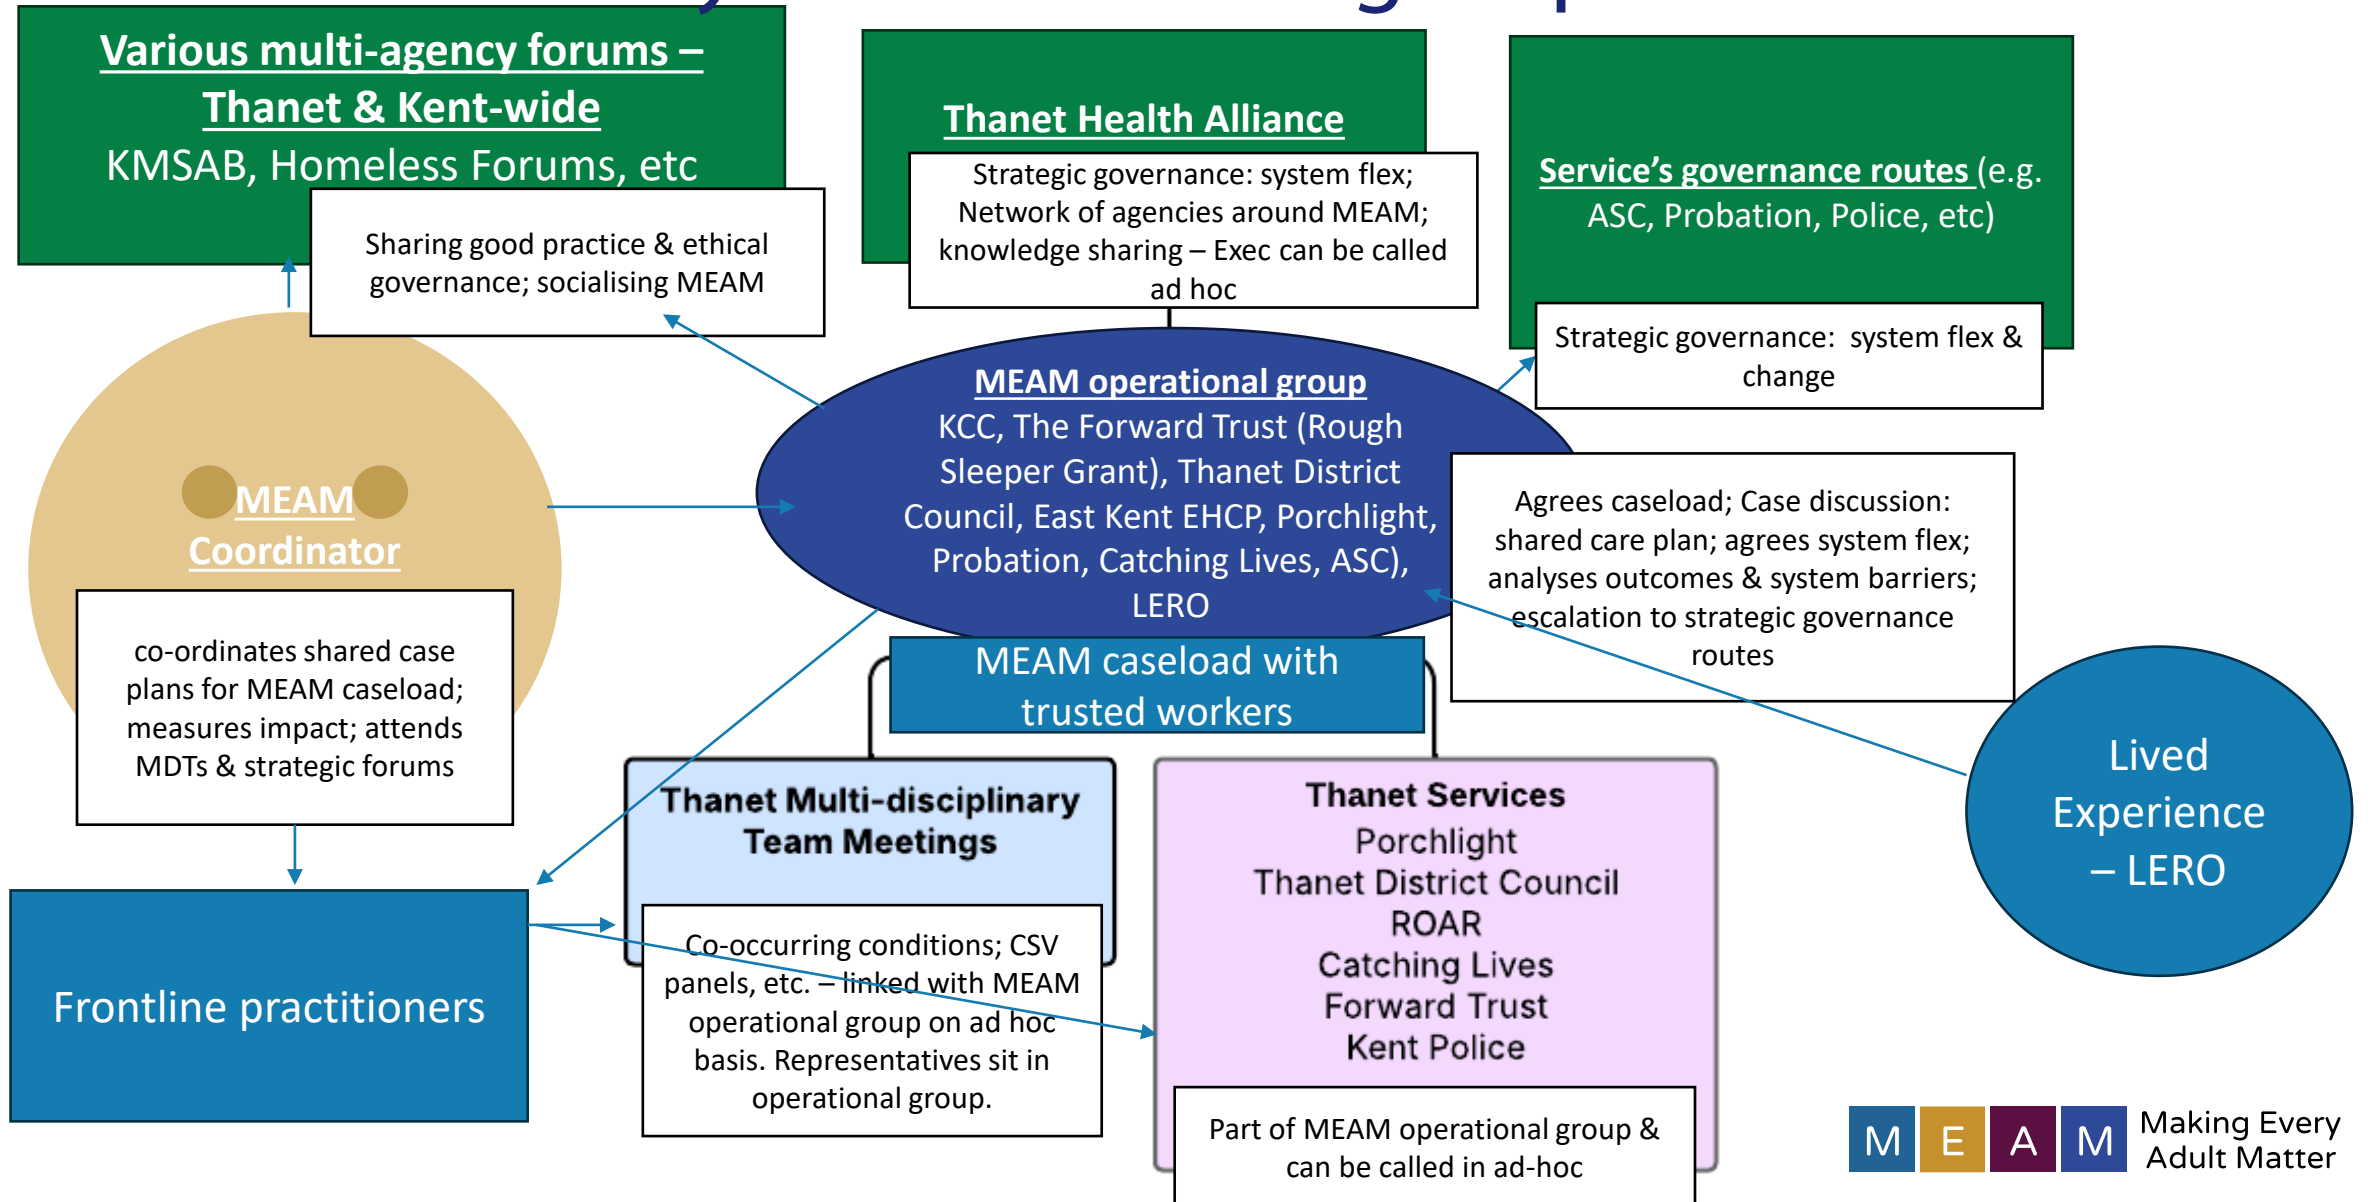 Various multi-agency forums –
Thanet & Kent-wide
KMSAB, Homeless Forums, etc
Sharing good practice & ethical
governance; socialising MEAM
Thanet Health Alliance
Strategic governance: system flex;
Network of agencies around MEAM;
knowledge sharing – Exec can be called
ad hoc
Service’s governance routes (e.g.
ASC, Probation, Police, etc)
Strategic governance:  system flex &
change
MEAM
Coordinator
co-ordinates shared case
plans for MEAM caseload;
measures impact; attends
MDTs & strategic forums
MEAM operational group
KCC, The Forward Trust (Rough
Sleeper Grant), Thanet District
Council, East Kent EHCP, Porchlight,
Probation, Catching Lives, ASC),
LERO
Agrees caseload; Case discussion:
shared care plan; agrees system flex;
analyses outcomes & system barriers;
escalation to strategic governance
routes
MEAM caseload with
trusted workers
Lived
Experience
– LERO
Frontline practitioners
Thanet Multi-disciplinary
Team Meetings
Co-occurring conditions; CSV
panels, etc. – linked with MEAM
operational group on ad hoc
basis. Representatives sit in
operational group.
Thanet Services
Porchlight
Thanet District Council
ROAR
Catching Lives
Forward Trust
Kent Police
Part of MEAM operational group &
can be called in ad-hoc
M E A M
Making Every
Adult Matter